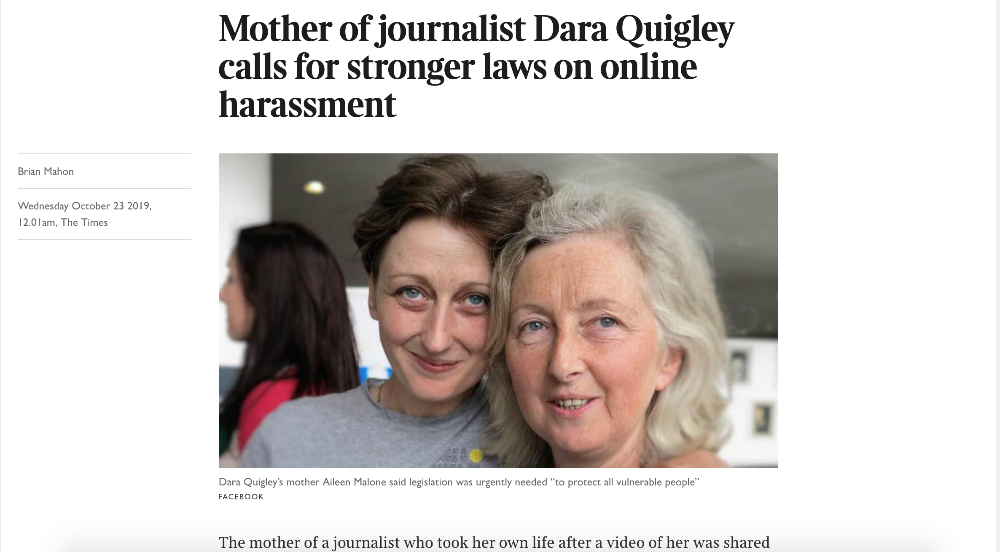 Mother of journalist Dara Quigley
calls for stronger laws on online
harassment
Brian Mahon
Wednesday October 23 2019,
12.01am, The Times
Dara Quigley’s mother Aileen Malone said legislation was urgently needed “to protect all vulnerable people”
FACEBOOK
The mother of a journalist who took her own life after a video of her was shared